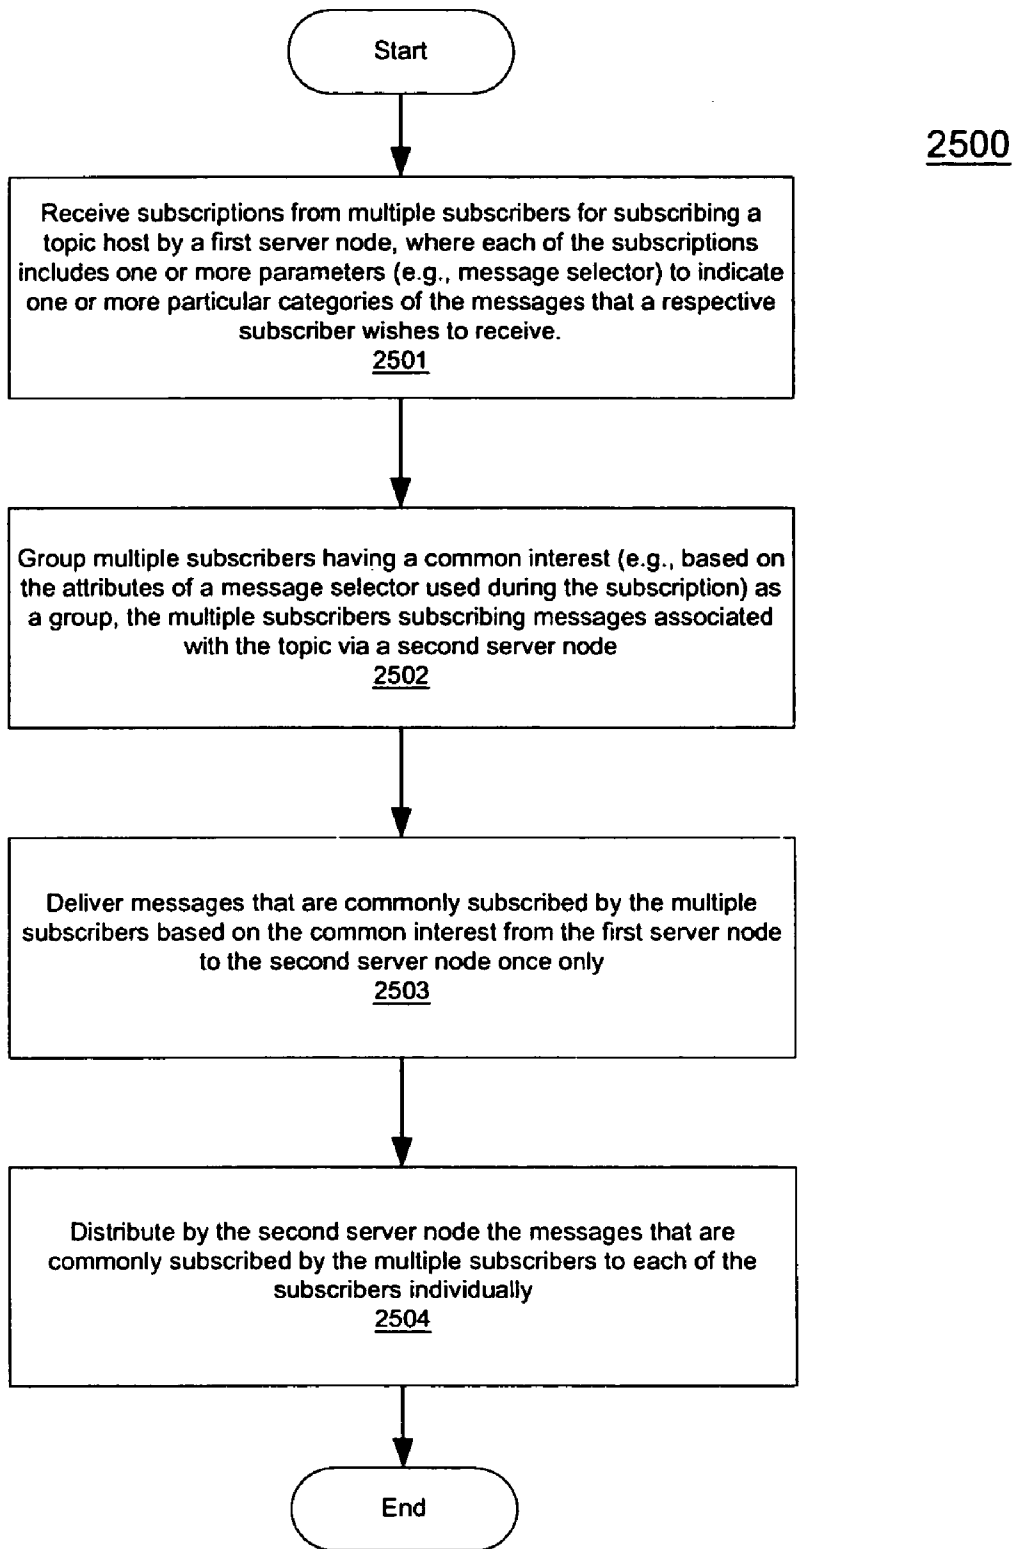 Start
2500
Receive subscriptions from multiple subscribers for subscribing a
topic host by a first server node, where each of the subscriptions
includes one or more parameters (e.g., message selector) to indicate
one or more particular categories of the messages that a respective
subscriber wishes to receive.
2501
Group multiple subscribers having a common interest (e.g., based on
the attributes of a message selector used during the subscription) as
a group, the multiple subscribers subscribing messages associated
with the topic via a second server node
2502
Deliver messages that are commonly subscribed by the multiple
subscribers based on the common interest from the first server node
to the second server node once only
2503
Distribute by the second server node the messages that are
commonly subscribed by the multiple subscribers to each of the
subscribers individually
2504
End